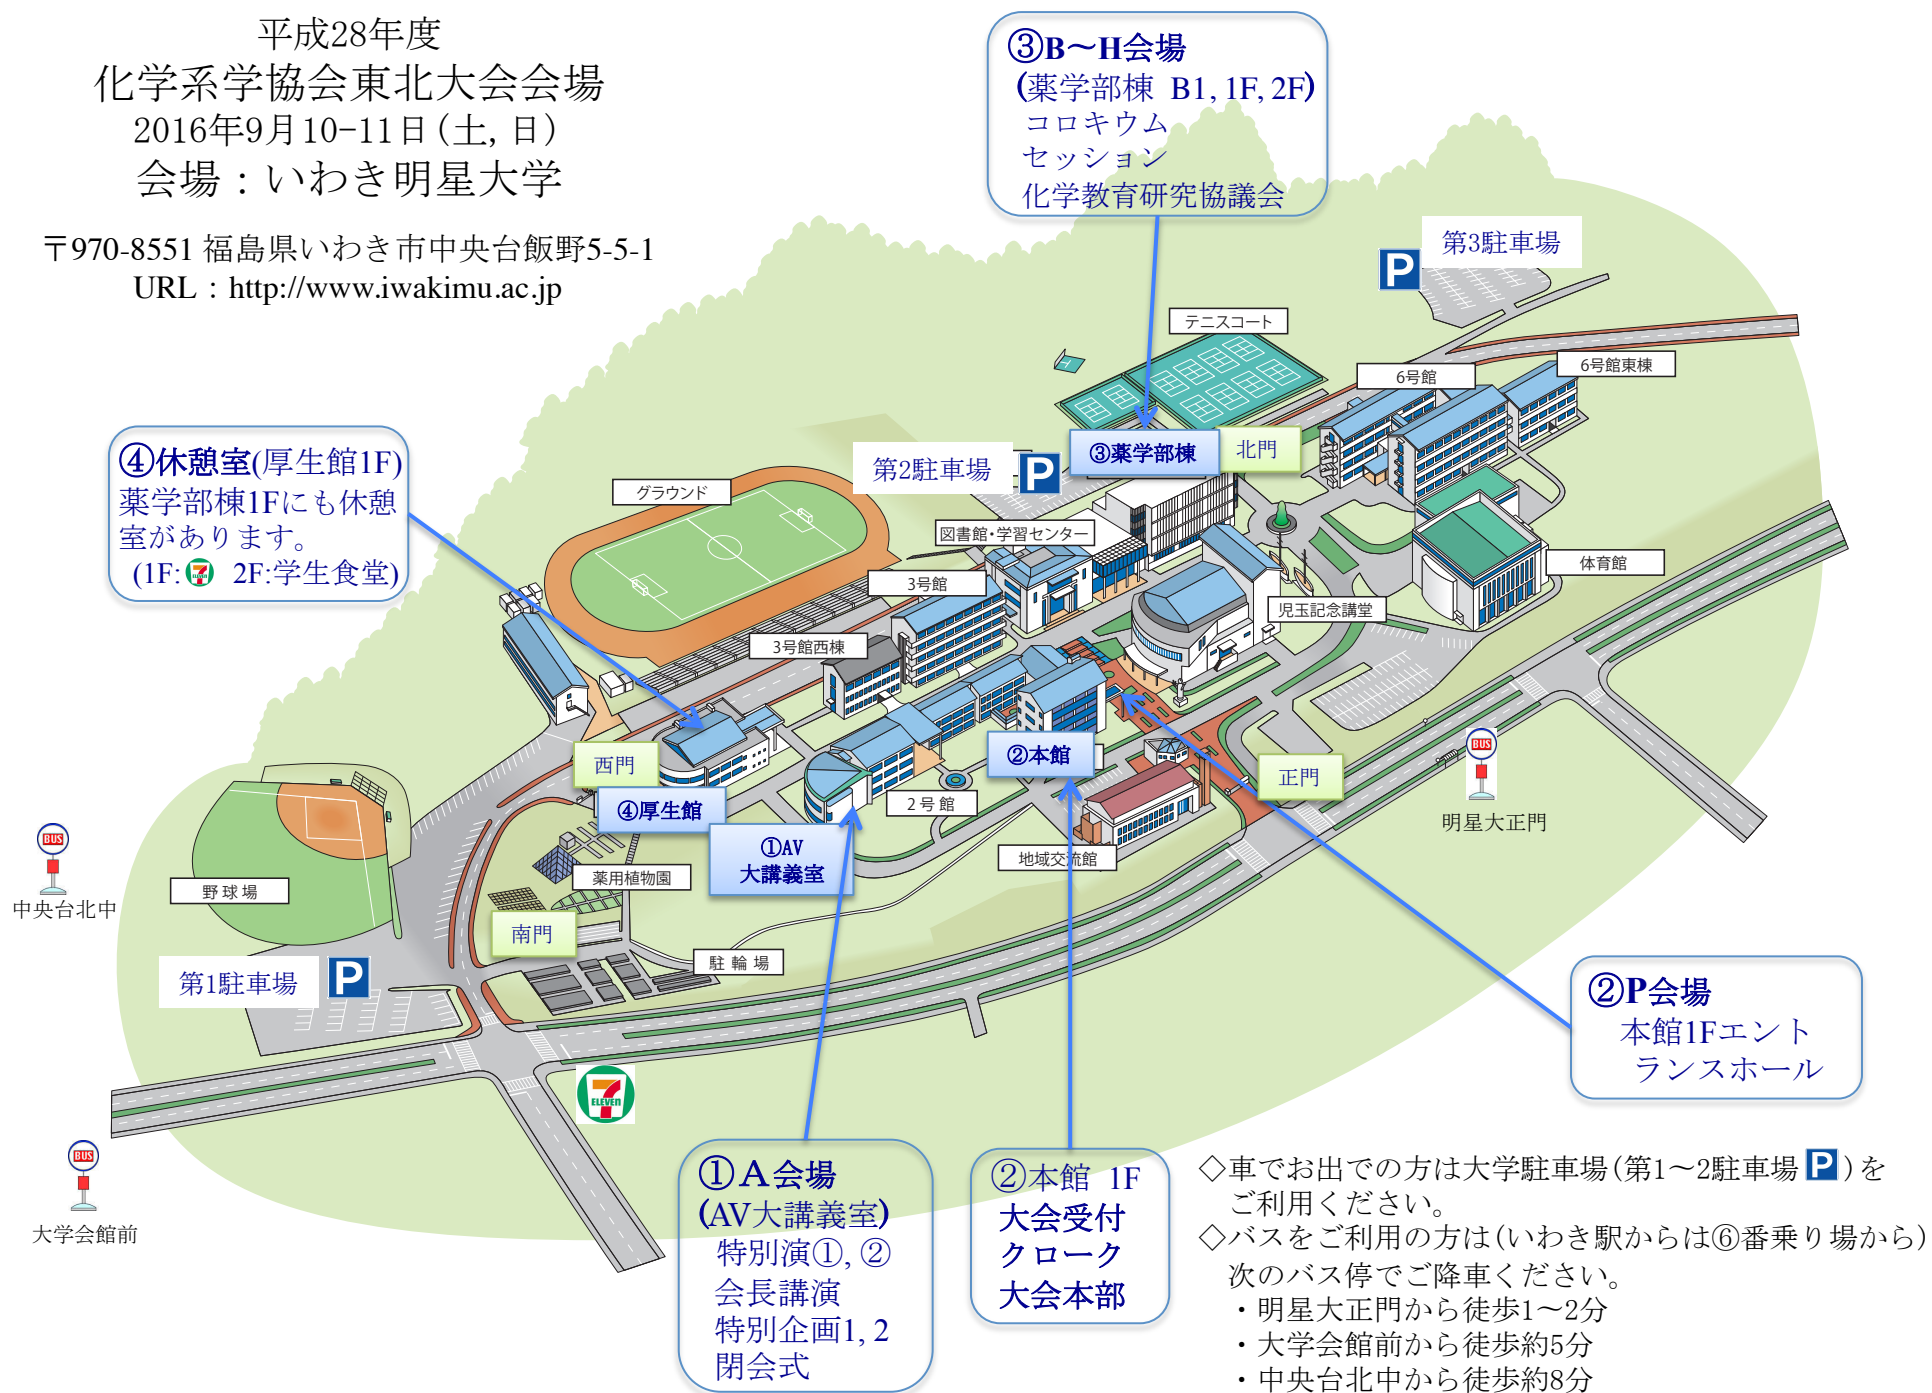 平成28年度
化学系学協会東北大会会場
2016年9月10-11日(土,日)
会場：いわき明星大学
〒970-8551 福島県いわき市中央台飯野5-5-1
URL：http://www.iwakimu.ac.jp
③B～H会場
(薬学部棟 B1, 1F, 2F)
コロキウム
セッション
化学教育研究協議会
第3駐車場
P
テニスコート
6号館
6号館東棟
④休憩室(厚生館1F)
薬学部棟1Fにも休憩
室があります。
(1F: 7 ELEVEN 2F:学生食堂)
第2駐車場
P
③薬学部棟
北門
グラウンド
図書館・学習センター
体育館
3号館
児玉記念講堂
3号館西棟
西門
②本館
正門
BUS
明星大正門
④厚生館
2号館
①AV
大講義室
地域交流館
BUS
中央台北中
野球場
薬用植物園
南門
駐輪場
第1駐車場
P
②P会場
本館1Fエント
ランスホール
7 ELEVEN
BUS
大学会館前
①A会場
(AV大講義室)
特別演①, ②
会長講演
特別企画1, 2
閉会式
②本館 1F
大会受付
クローク
大会本部
◇車でお出での方は大学駐車場(第1～2駐車場 P)を
ご利用ください。
◇バスをご利用の方は(いわき駅からは⑥番乗り場から)
次のバス停でご降車ください。
・明星大正門から徒歩1～2分
・大学会館前から徒歩約5分
・中央台北中から徒歩約8分